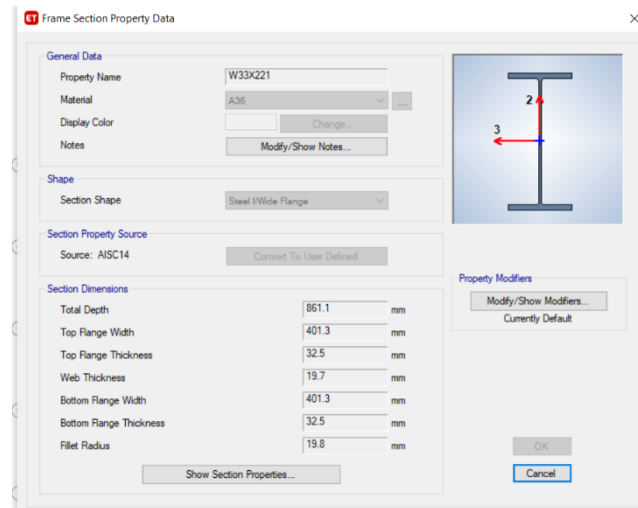 ET Frame Section Property Data
General Data
Property Name W33X221
Material A36 ...
Display Color Change...
Notes Modify/Show Notes...
2
3
Shape
Section Shape Steel I/Wide Flange
Section Property Source
Source: AISC14 Convert To User Defined
Section Dimensions
Total Depth 861.1 mm
Top Flange Width 401.3 mm
Top Flange Thickness 32.5 mm
Web Thickness 19.7 mm
Bottom Flange Width 401.3 mm
Bottom Flange Thickness 32.5 mm
Fillet Radius 19.8 mm
Show Section Properties...
Property Modifiers
Modify/Show Modifiers...
Currently Default
OK
Cancel